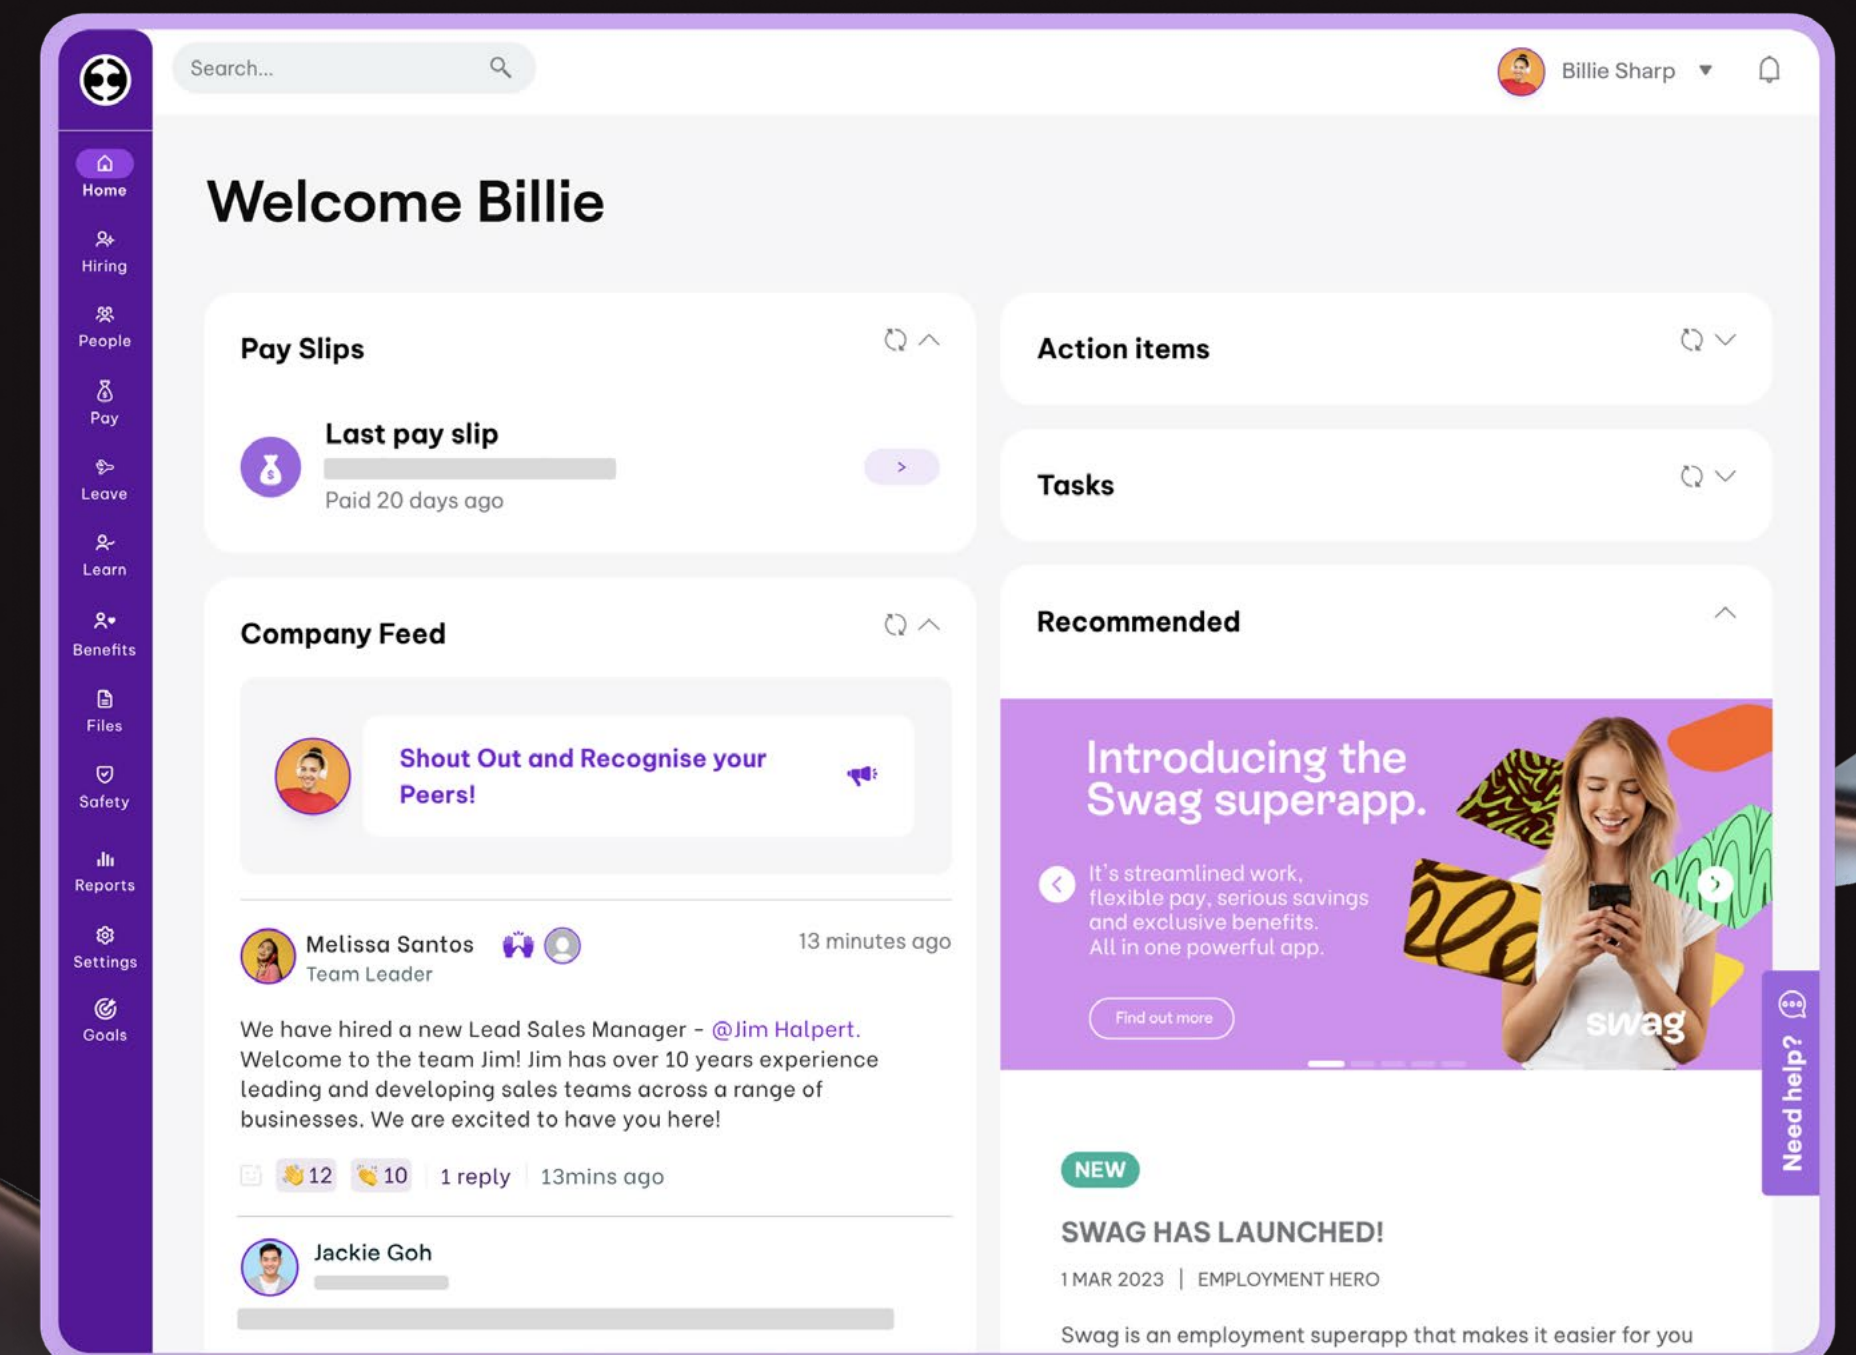 Search...
Billie Sharp
Home
Hiring
People
Pay
Leave
Learn
Benefits
Files
Safety
Reports
Settings
Goals
Welcome Billie
Pay Slips
Last pay slip
Paid 20 days ago
>
Company Feed
Shout Out and Recognise your
Peers!
Melissa Santos
Team Leader
13 minutes ago
We have hired a new Lead Sales Manager - @Jim Halpert.
Welcome to the team Jim! Jim has over 10 years experience
leading and developing sales teams across a range of
businesses. We are excited to have you here!
12 10 1 reply 13mins ago
Jackie Goh
Action items
Tasks
Recommended
Introducing the
Swag superapp.
It's streamlined work,
flexible pay, serious savings
and exclusive benefits.
All in one powerful app.
Find out more
swag
Need help?
NEW
SWAG HAS LAUNCHED!
1 MAR 2023 | EMPLOYMENT HERO
Swag is an employment superapp that makes it easier for you